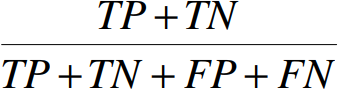 TP + TN
TP + TN + FP + FN